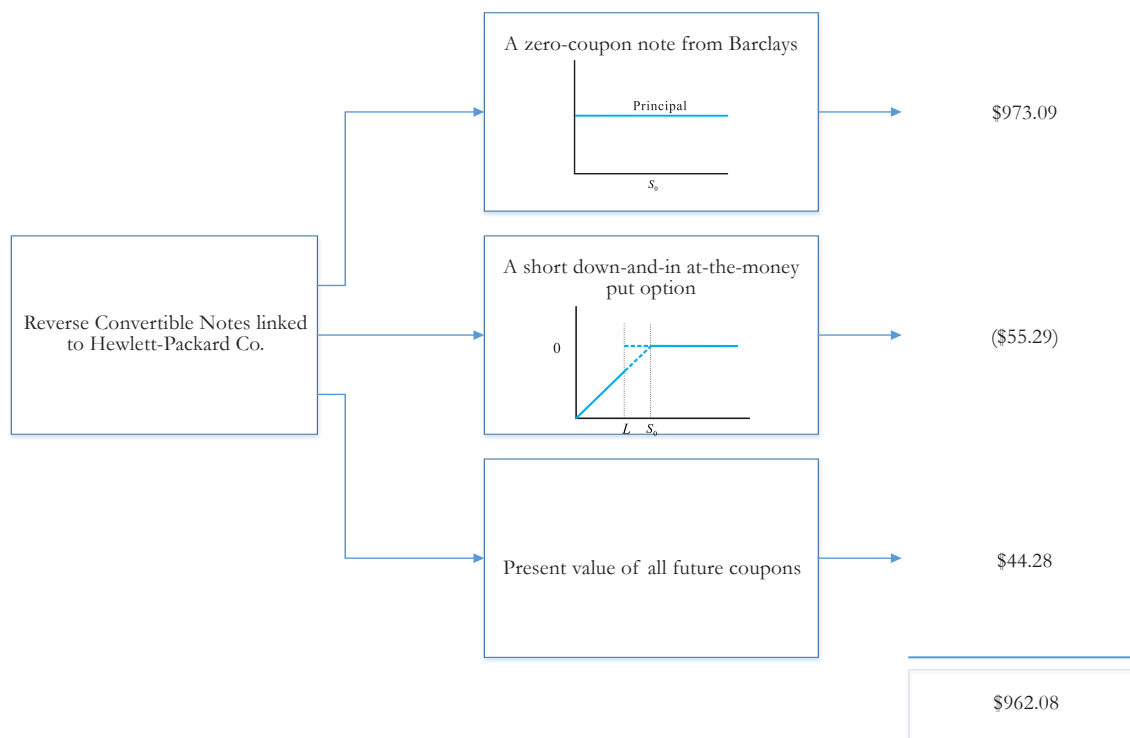 A zero-coupon note from Barclays
Principal
S₀
$973.09
Reverse Convertible Notes linked
to Hewlett-Packard Co.
A short down-and-in at-the-money
put option
0
L S₀
($55.29)
Present value of all future coupons
$44.28
$962.08